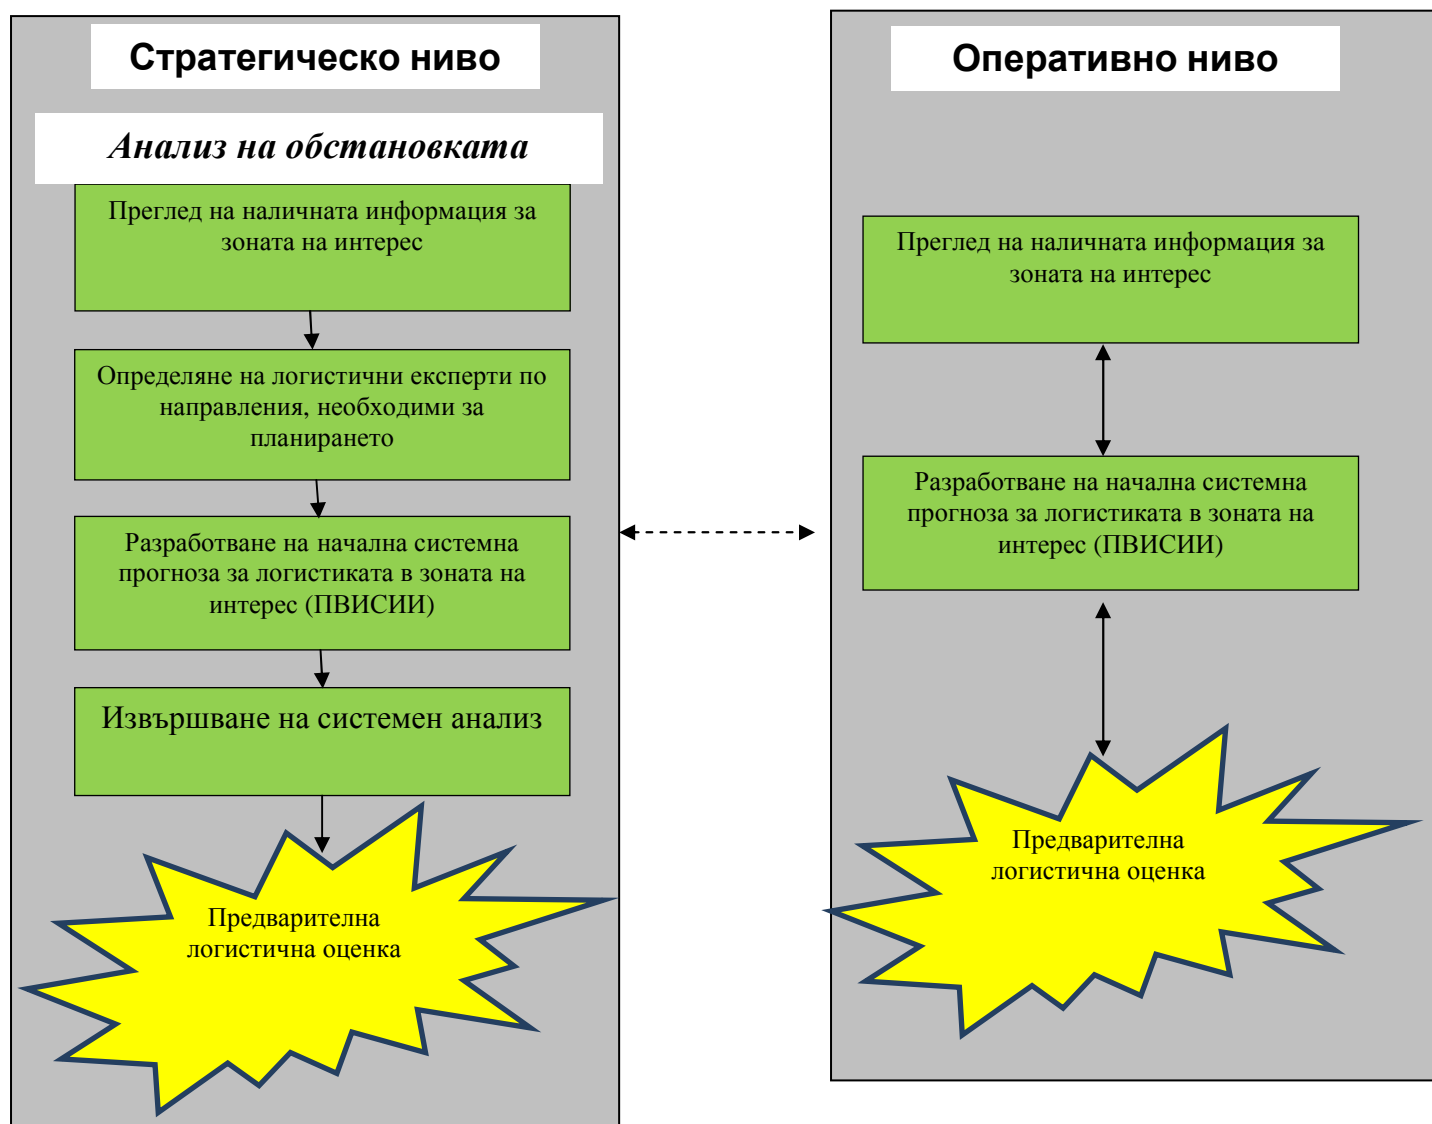 Стратегическо ниво
Анализ на обстановката
Преглед на наличната информация за
зоната на интерес
Определяне на логистични експерти по
направления, необходими за
планирането
Разработване на начална системна
прогноза за логистиката в зоната на
интерес (ПВИСИИ)
Извършване на системен анализ
Предварителна
логистична оценка
Оперативно ниво
Преглед на наличната информация за
зоната на интерес
Разработване на начална системна
прогноза за логистиката в зоната на
интерес (ПВИСИИ)
Предварителна
логистична оценка